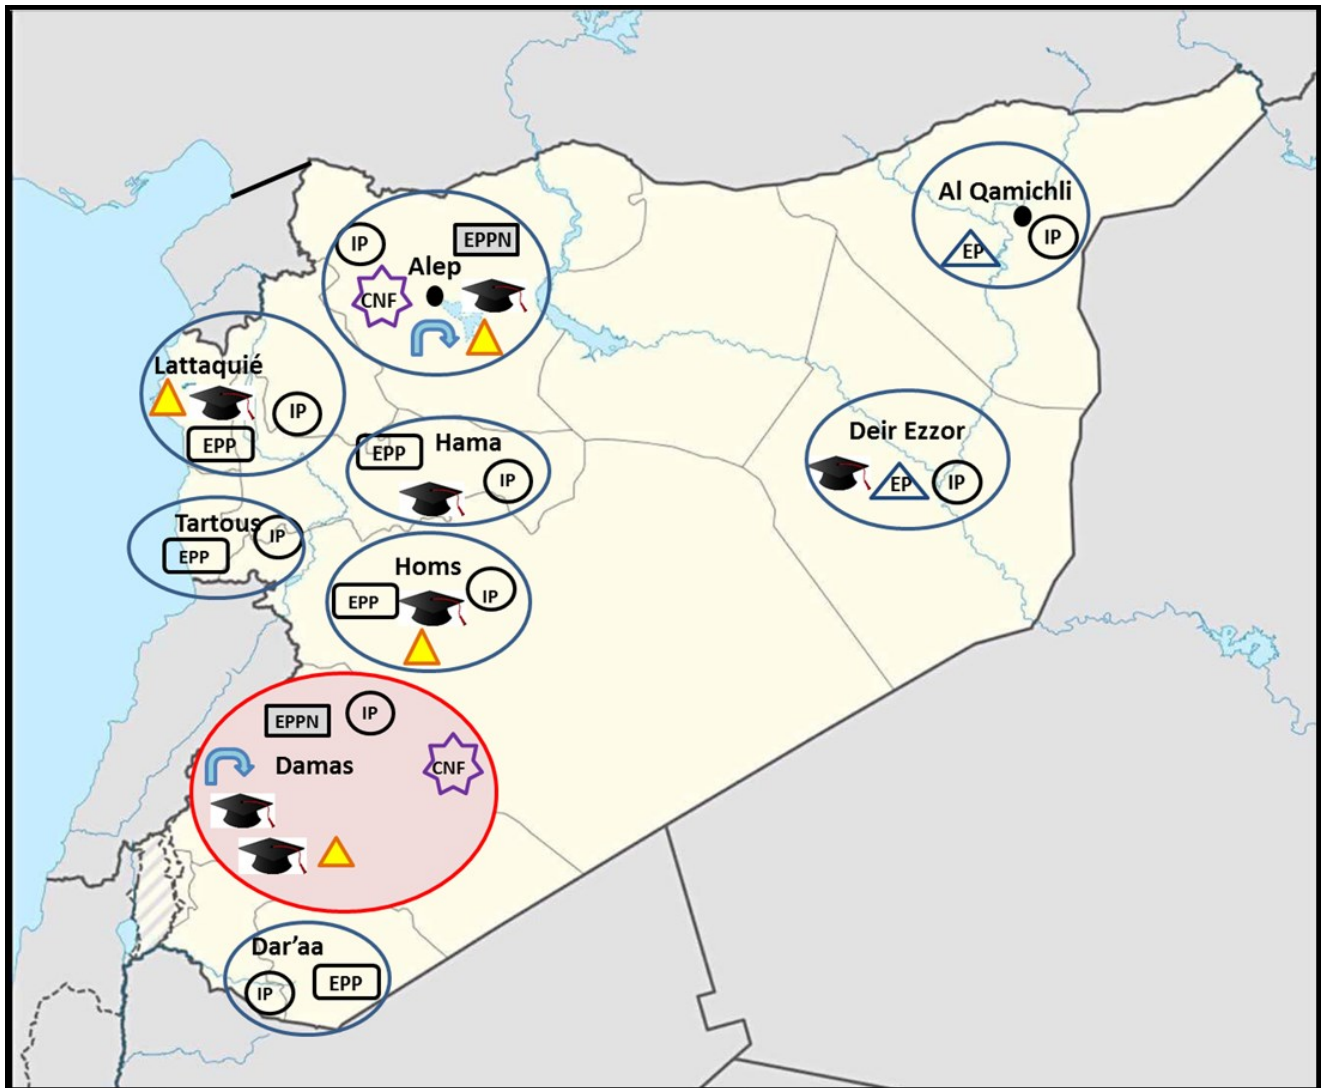 Al Qamichli
EP
IP
IP
EPPN
Alep
CNF
Lattaquié
IP
EPP
EPP
Hama
IP
Deir Ezzor
EP
IP
Tartous
IP
EPP
Homs
EPP
IP
EPPN
IP
Damas
CNF
Dar’aa
IP
EPP